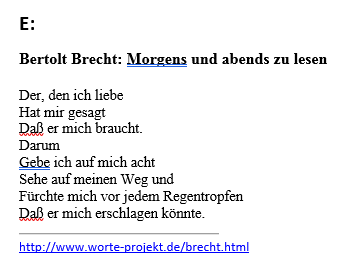 E:
Bertolt Brecht: Morgens und abends zu lesen
Der, den ich liebe
Hat mir gesagt
Daß er mich braucht.
Darum
Gebe ich auf mich acht
Sehe auf meinen Weg und
Fürchte mich vor jedem Regentropfen
Daß er mich erschlagen könnte.
http://www.worte-projekt.de/brecht.html